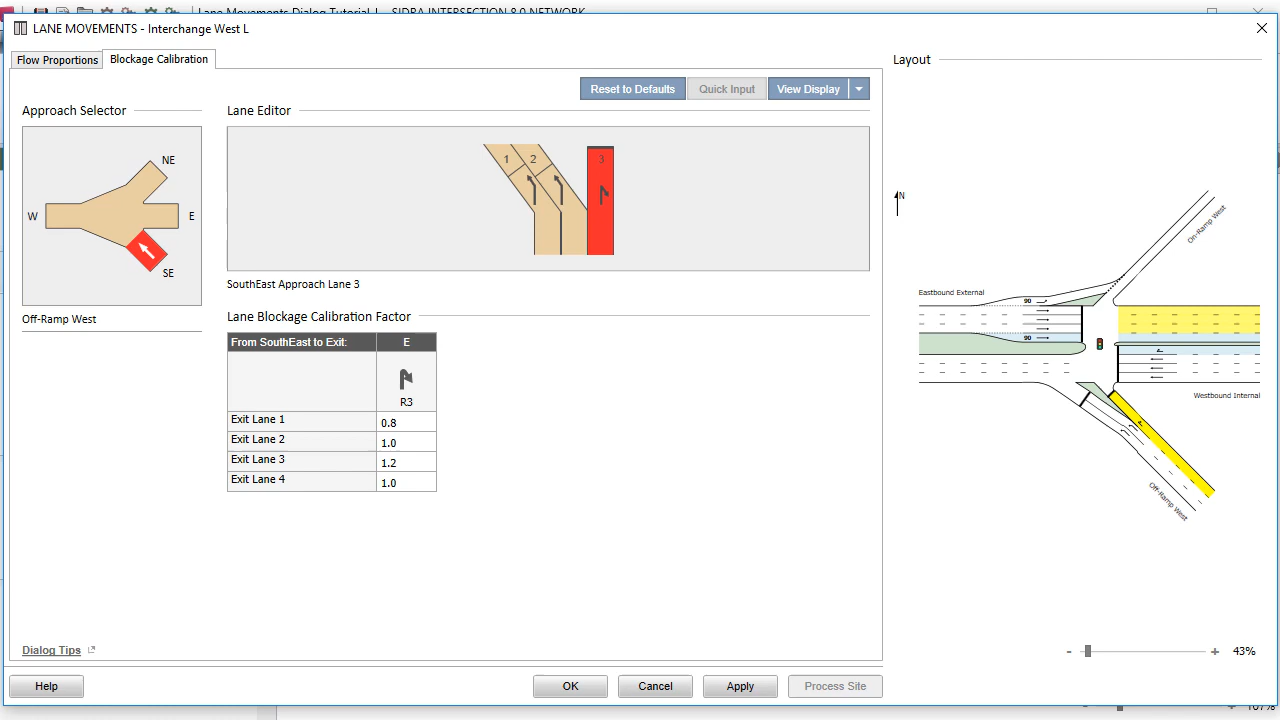 Lane Movements Dialog Tutorial-L - SIDRA INTERSECTION 8.0 NETWORK
LANE MOVEMENTS - Interchange West L
Flow Proportions
Blockage Calibration
Layout
Reset to Defaults
Quick Input
View Display
Approach Selector
Lane Editor
NE
W
E
SE
1
2
3
SouthEast Approach Lane 3
Off-Ramp West
Lane Blockage Calibration Factor
From SouthEast to Exit: E
R3
Exit Lane 1 0.8
Exit Lane 2 1.0
Exit Lane 3 1.2
Exit Lane 4 1.0
N
On-Ramp West
Eastbound External
90
90
Westbound Internal
Off-Ramp West
Dialog Tips
- + 43%
Help
OK
Cancel
Apply
Process Site
107%